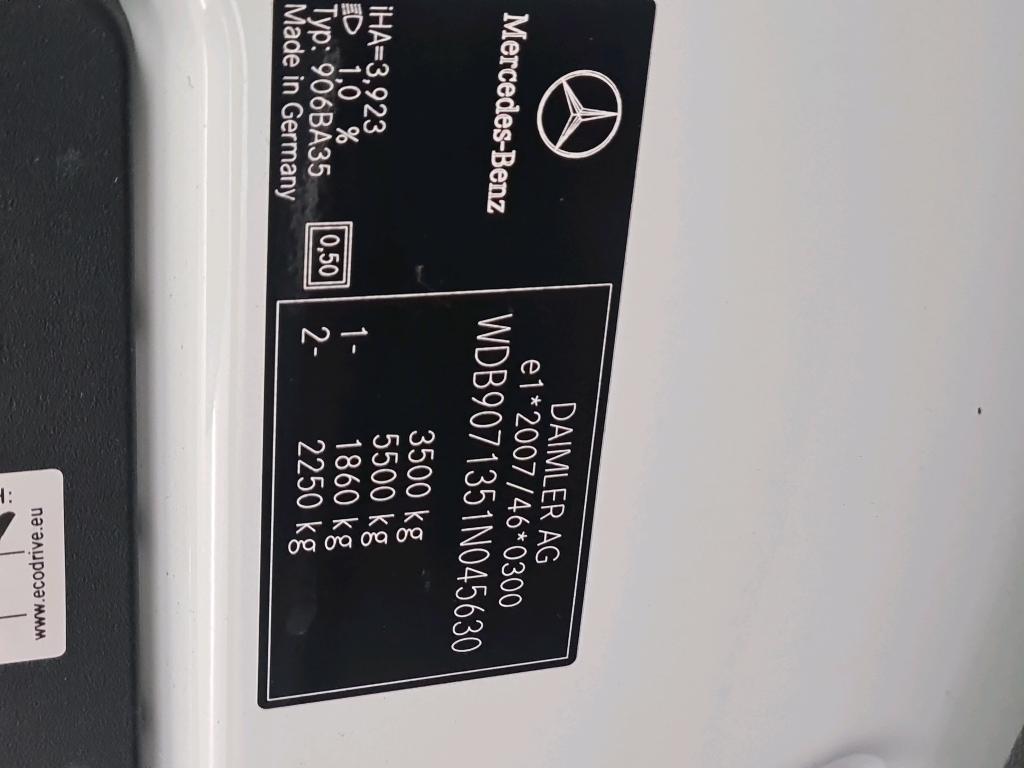 Mercedes-Benz
iHA=3,923
1,0 %
Typ: 906BA35
Made in Germany
0,50
DAIMLER AG
e1*2007/46*0300
WDB9071351N045630
3500 kg
5500 kg
1- 1860 kg
2- 2250 kg
www.ecodrive.eu